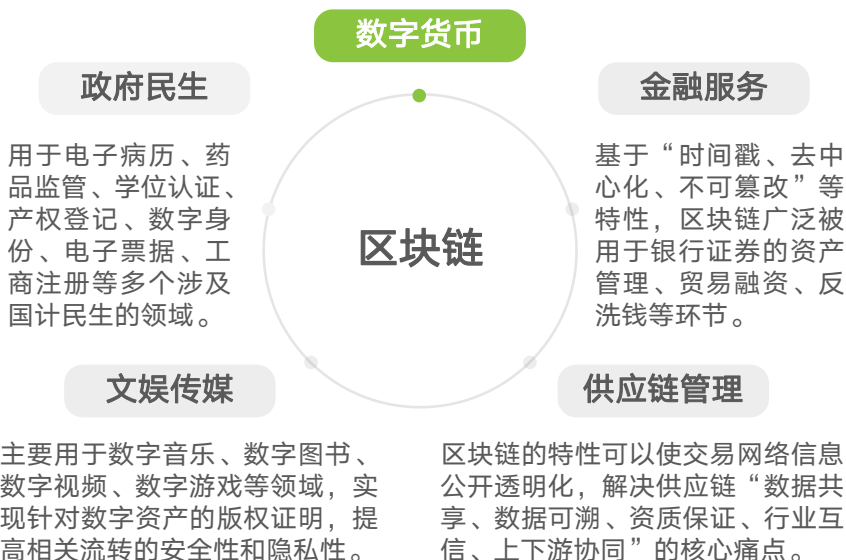 数字货币
政府民生
用于电子病历、药
品监管、学位认证、
产权登记、数字身
份、电子票据、工
商注册等多个涉及
国计民生的领域。
金融服务
基于“时间戳、去中
心化、不可篡改”等
特性，区块链广泛被
用于银行证券的资产
管理、贸易融资、反
洗钱等环节。
区块链
文娱传媒
主要用于数字音乐、数字图书、
数字视频、数字游戏等领域，实
现针对数字资产的版权证明，提
高相关流转的安全性和隐私性。
供应链管理
区块链的特性可以使交易网络信息
公开透明化，解决供应链“数据共
享、数据可溯、资质保证、行业互
信、上下游协同”的核心痛点。